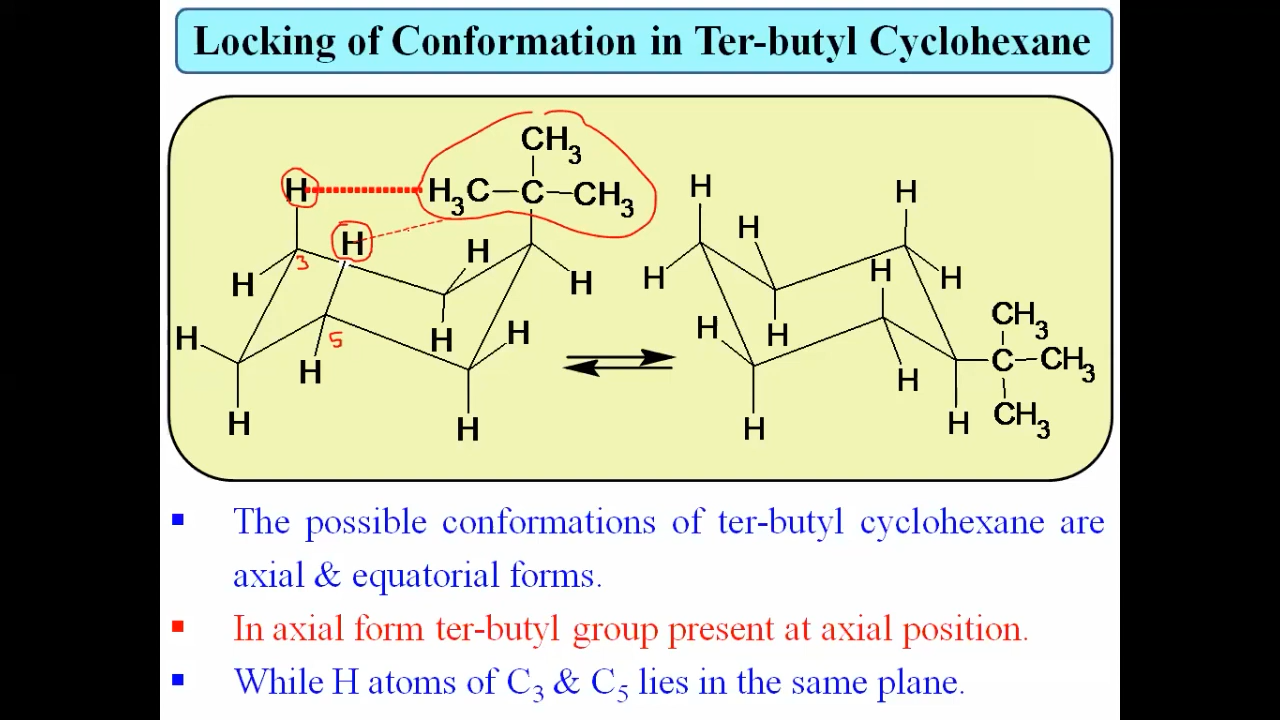 Locking of Conformation in Ter-butyl Cyclohexane
CH3
H H3C C CH3 H H
H H H
3
H H H H H
H 5 H H H H CH3
H C CH3
H H
H H H H CH3
The possible conformations of ter-butyl cyclohexane are
axial & equatorial forms.
In axial form ter-butyl group present at axial position.
While H atoms of C3 & C5 lies in the same plane.